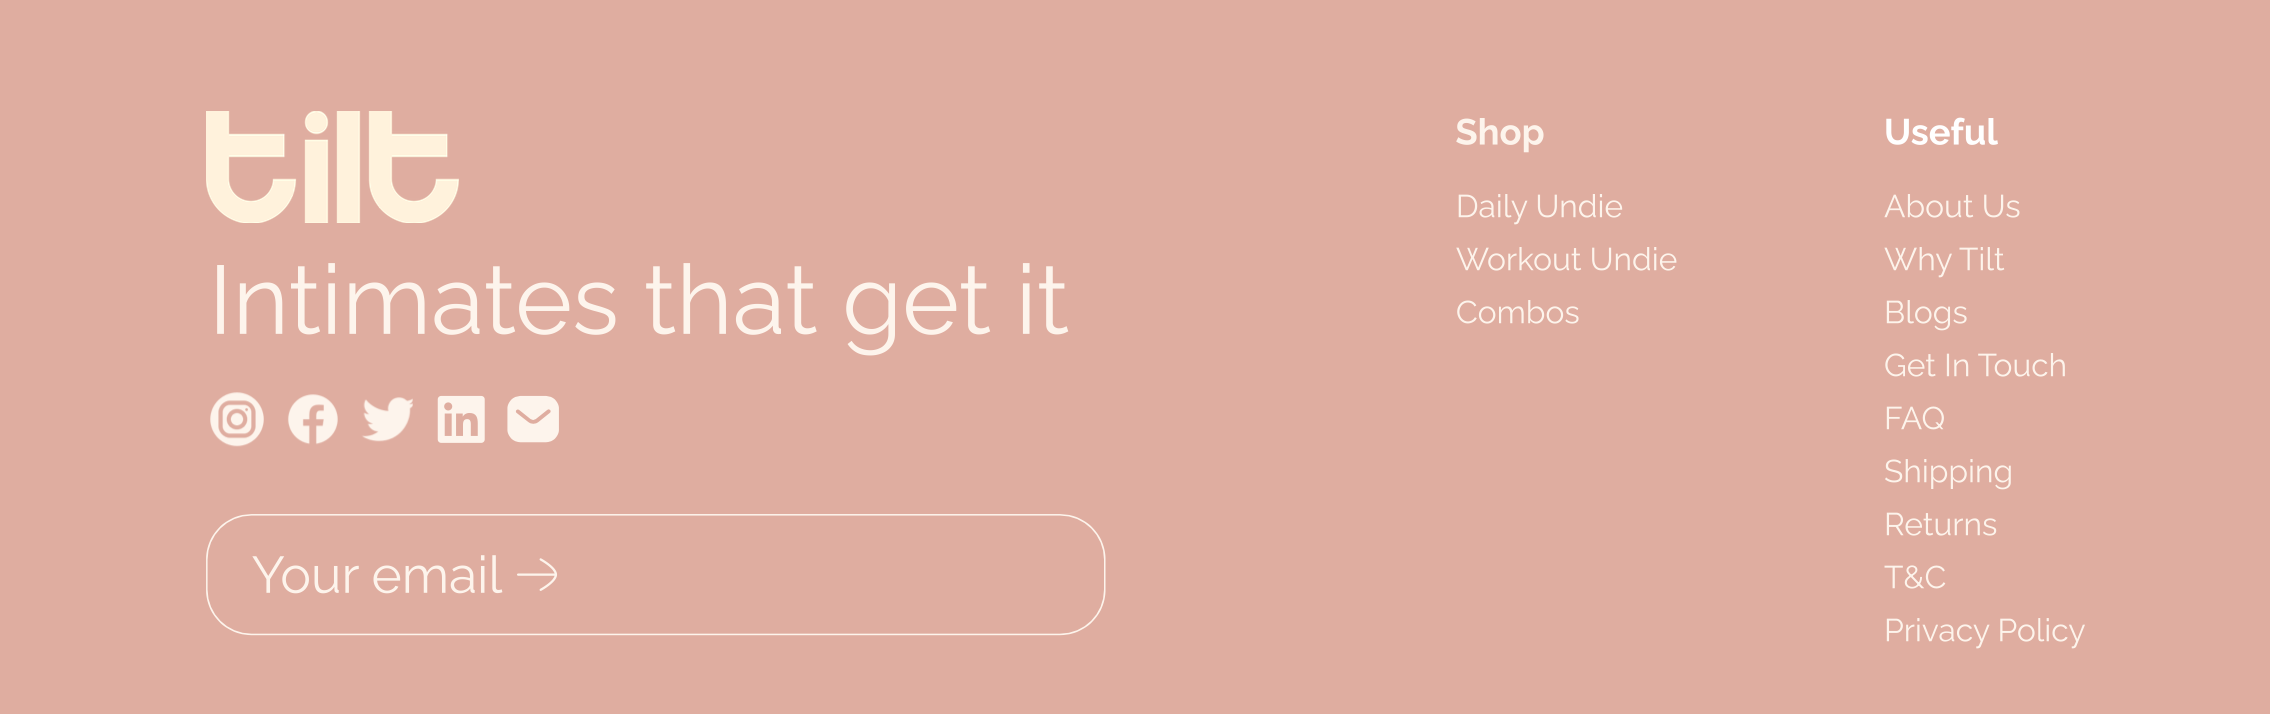 tilt
Intimates that get it
Your email
Shop
Daily Undie
Workout Undie
Combos
Useful
About Us
Why Tilt
Blogs
Get In Touch
FAQ
Shipping
Returns
T&C
Privacy Policy